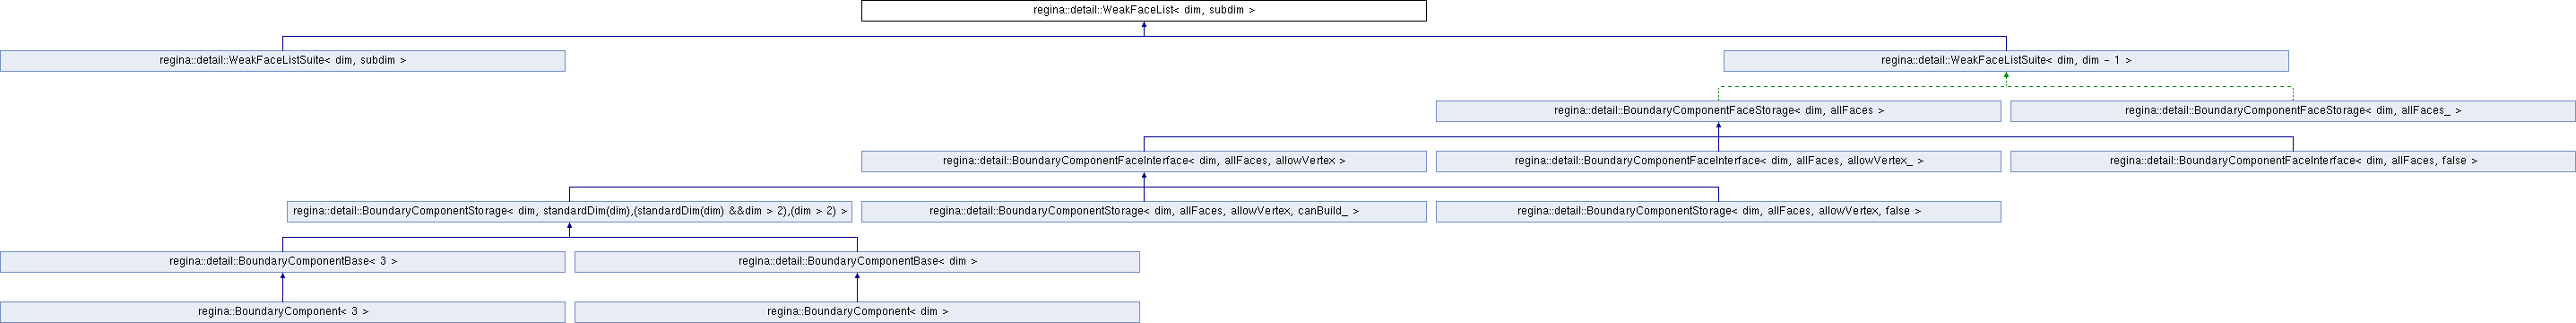 regina::detail::WeakFaceList< dim, subdim >
regina::detail::WeakFaceListSuite< dim, subdim >
regina::detail::WeakFaceListSuite< dim, dim - 1 >
regina::detail::BoundaryComponentFaceStorage< dim, allFaces >
regina::detail::BoundaryComponentFaceStorage< dim, allFaces_ >
regina::detail::BoundaryComponentFaceInterface< dim, allFaces, allowVertex >
regina::detail::BoundaryComponentFaceInterface< dim, allFaces, allowVertex_ >
regina::detail::BoundaryComponentFaceInterface< dim, allFaces, false >
regina::detail::BoundaryComponentStorage< dim, standardDim(dim),(standardDim(dim) &&dim > 2),(dim > 2) >
regina::detail::BoundaryComponentStorage< dim, allFaces, allowVertex, canBuild_ >
regina::detail::BoundaryComponentStorage< dim, allFaces, allowVertex, false >
regina::detail::BoundaryComponentBase< 3 >
regina::detail::BoundaryComponentBase< dim >
regina::BoundaryComponent< 3 >
regina::BoundaryComponent< dim >